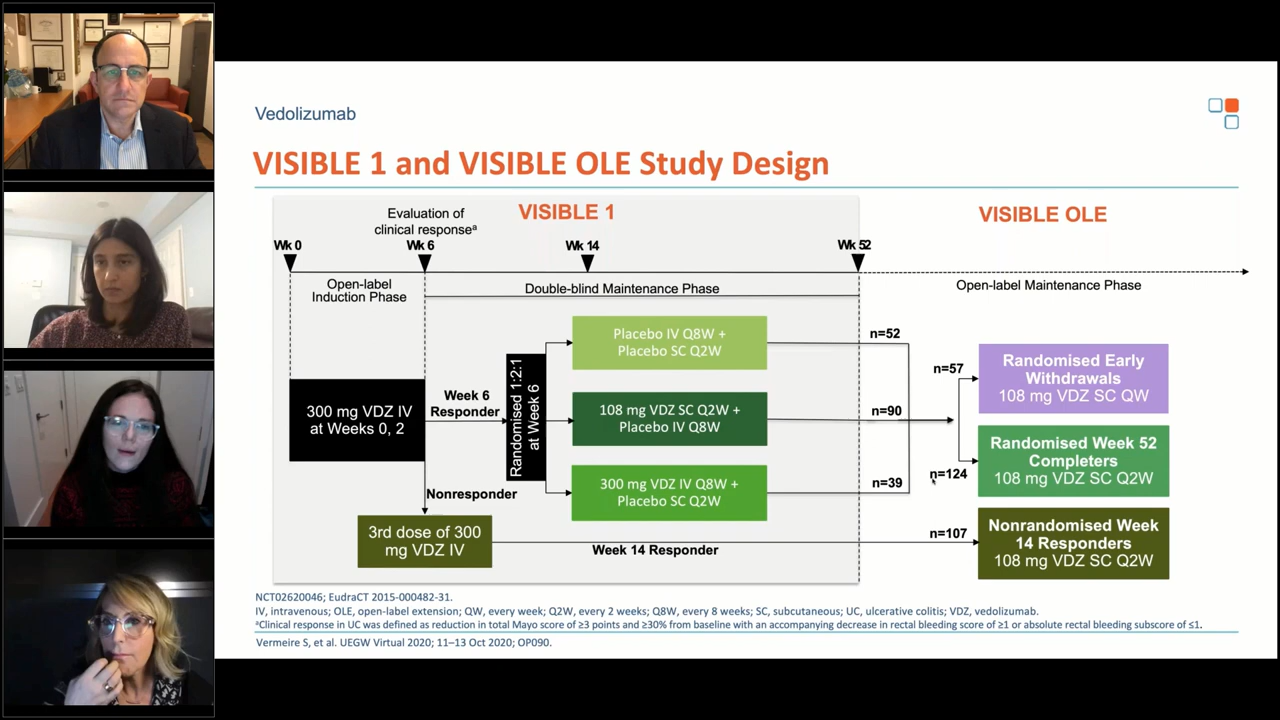 Vedolizumab
VISIBLE 1 and VISIBLE OLE Study Design
Evaluation of
clinical responseᵃ
VISIBLE 1
VISIBLE OLE
Wk 0
Wk 6
Wk 14
Wk 52
Open-label
Induction Phase
Double-blind Maintenance Phase
Open-label Maintenance Phase
300 mg VDZ IV
at Weeks 0, 2
Week 6
Responder
Randomised 1:2:1
at Week 6
Placebo IV Q8W +
Placebo SC Q2W
108 mg VDZ SC Q2W +
Placebo IV Q8W
300 mg VDZ IV Q8W +
Placebo SC Q2W
n=52
n=90
n=39
n=57
n=124
Randomised Early
Withdrawals
108 mg VDZ SC QW
Randomised Week 52
Completers
108 mg VDZ SC Q2W
Nonresponder
3rd dose of 300
mg VDZ IV
Week 14 Responder
n=107
Nonrandomised Week
14 Responders
108 mg VDZ SC Q2W
NCT02620046; EudraCT 2015-000482-31.
IV, intravenous; OLE, open-label extension; QW, every week; Q2W, every 2 weeks; Q8W, every 8 weeks; SC, subcutaneous; UC, ulcerative colitis; VDZ, vedolizumab.
ᵃClinical response in UC was defined as reduction in total Mayo score of ≥3 points and ≥30% from baseline with an accompanying decrease in rectal bleeding score of ≥1 or absolute rectal bleeding subscore of ≤1.
Vermeire S, et al. UEGW Virtual 2020; 11–13 Oct 2020; OP090.